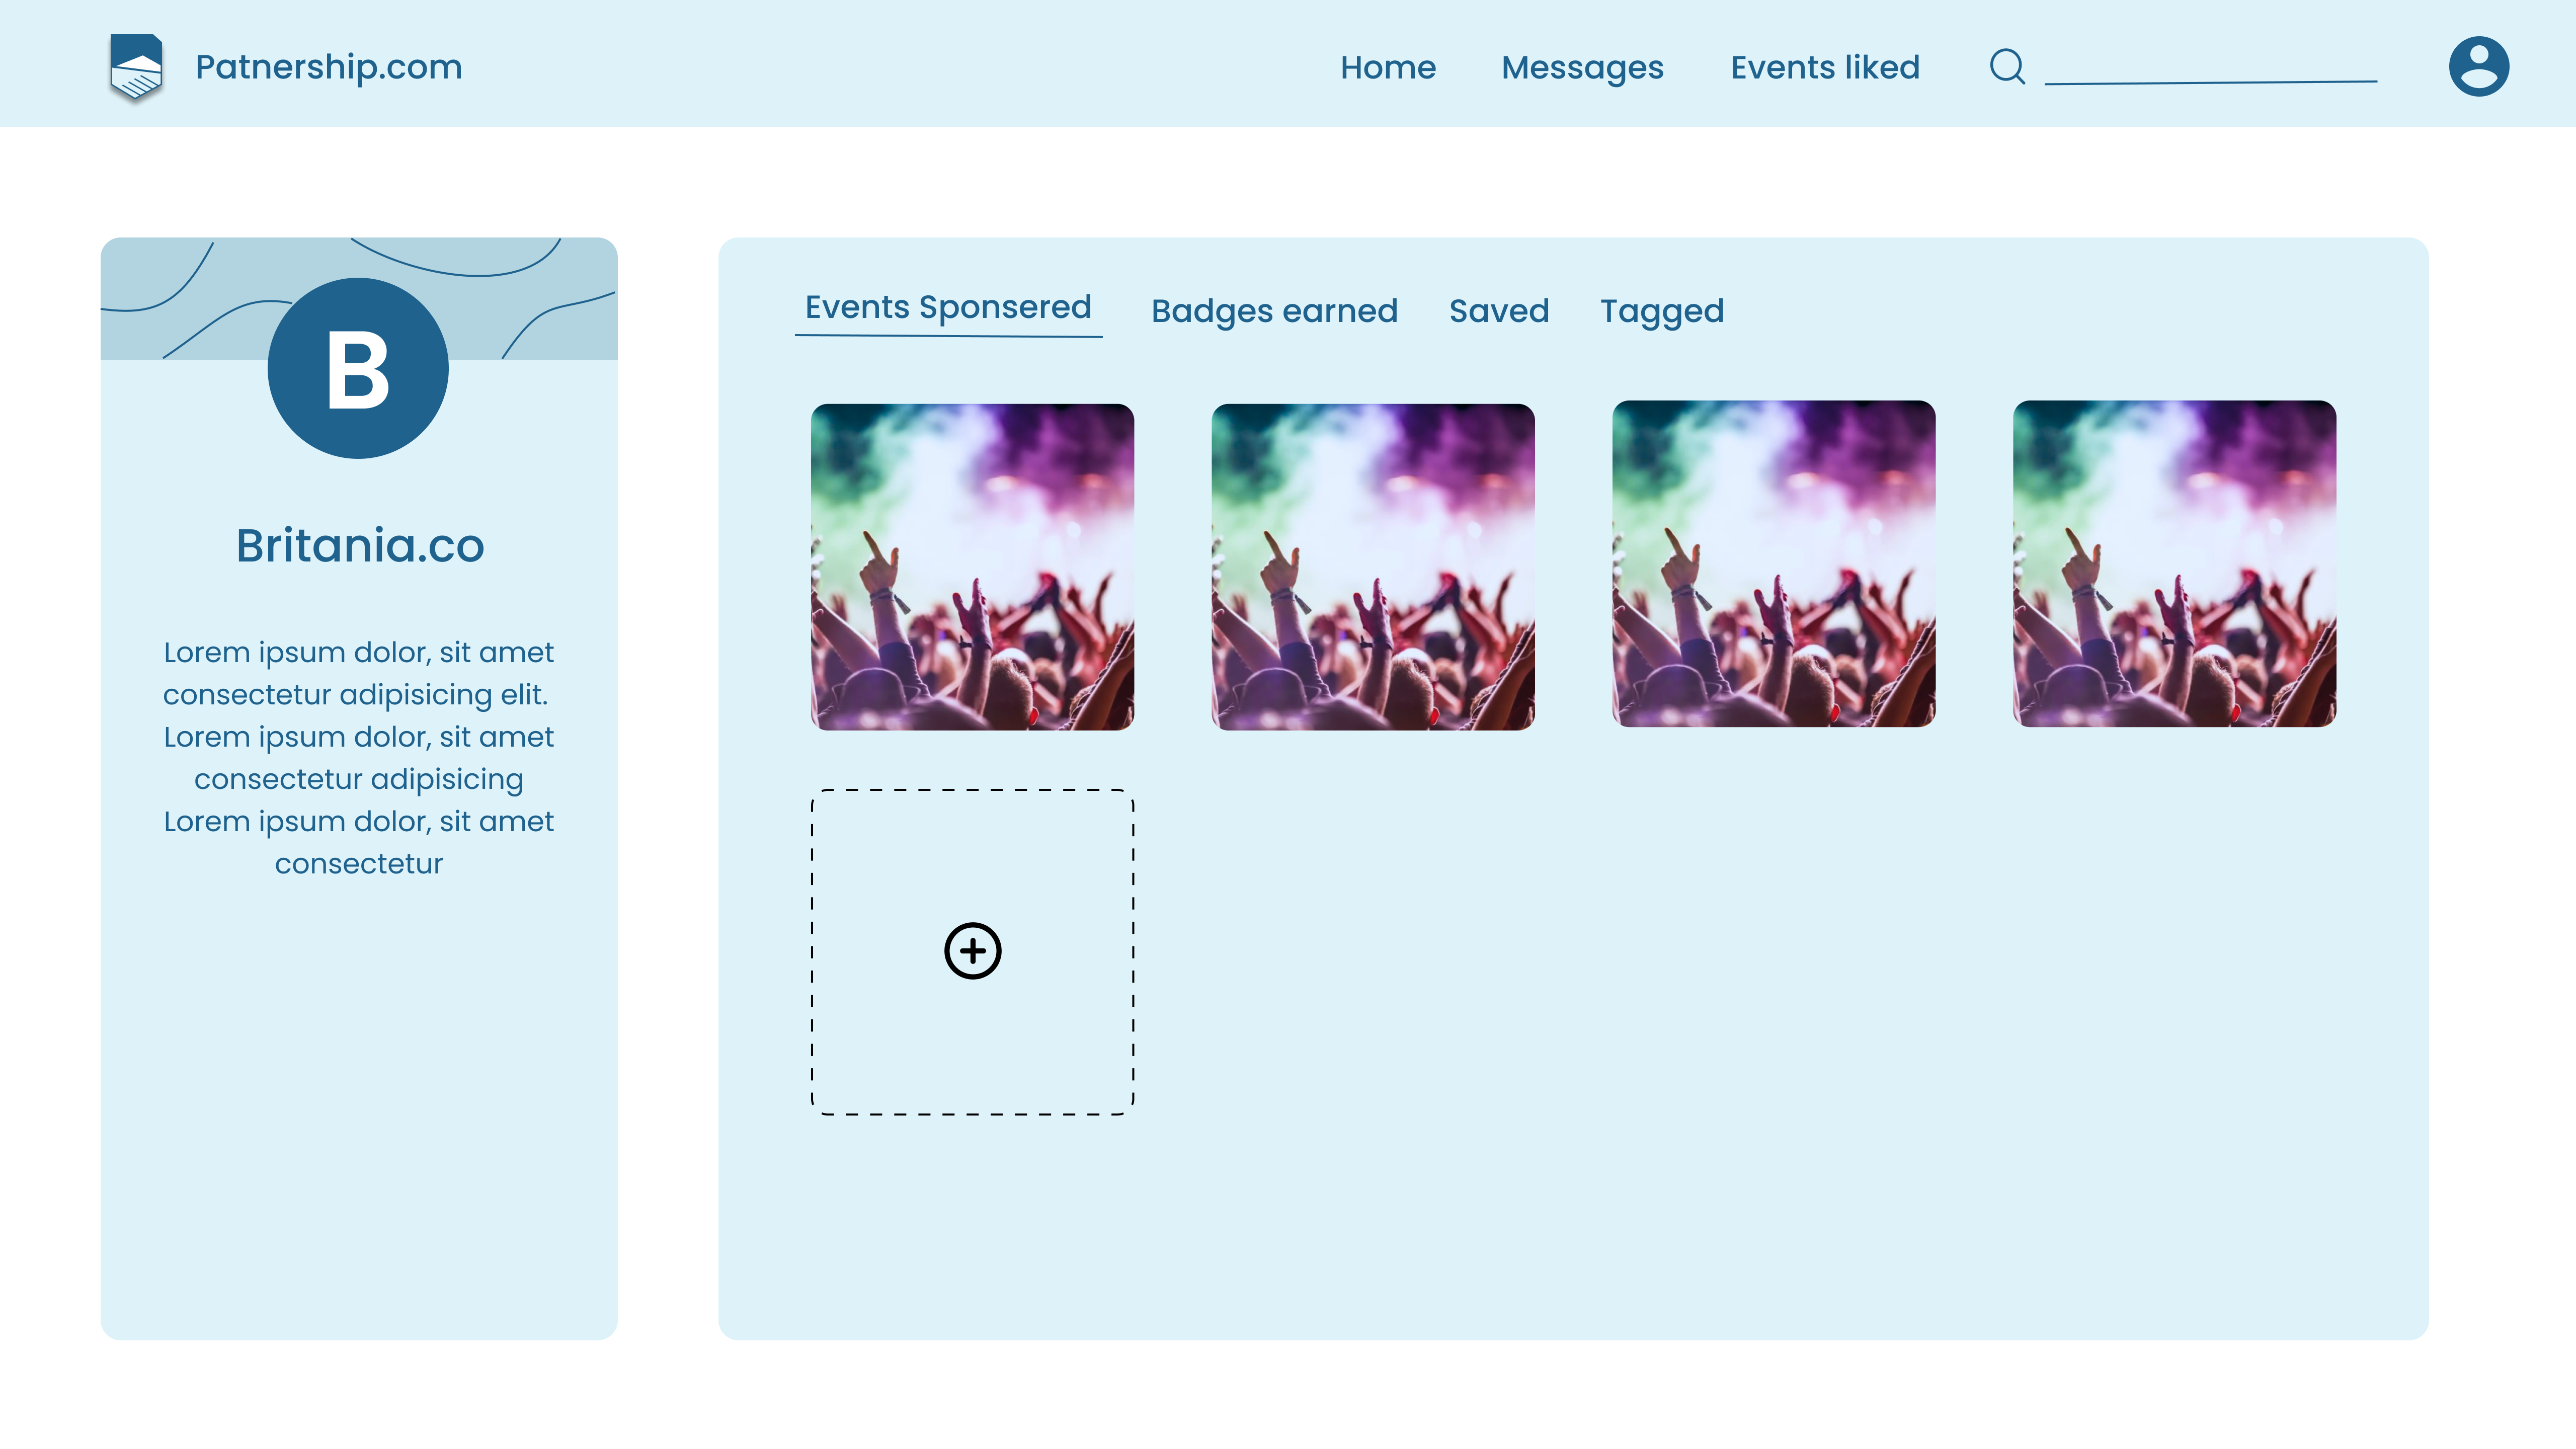 Patnership.com
Home
Messages
Events liked
B
Britania.co
Lorem ipsum dolor, sit amet
consectetur adipisicing elit.
Lorem ipsum dolor, sit amet
consectetur adipisicing
Lorem ipsum dolor, sit amet
consectetur
Events Sponsered
Badges earned
Saved
Tagged